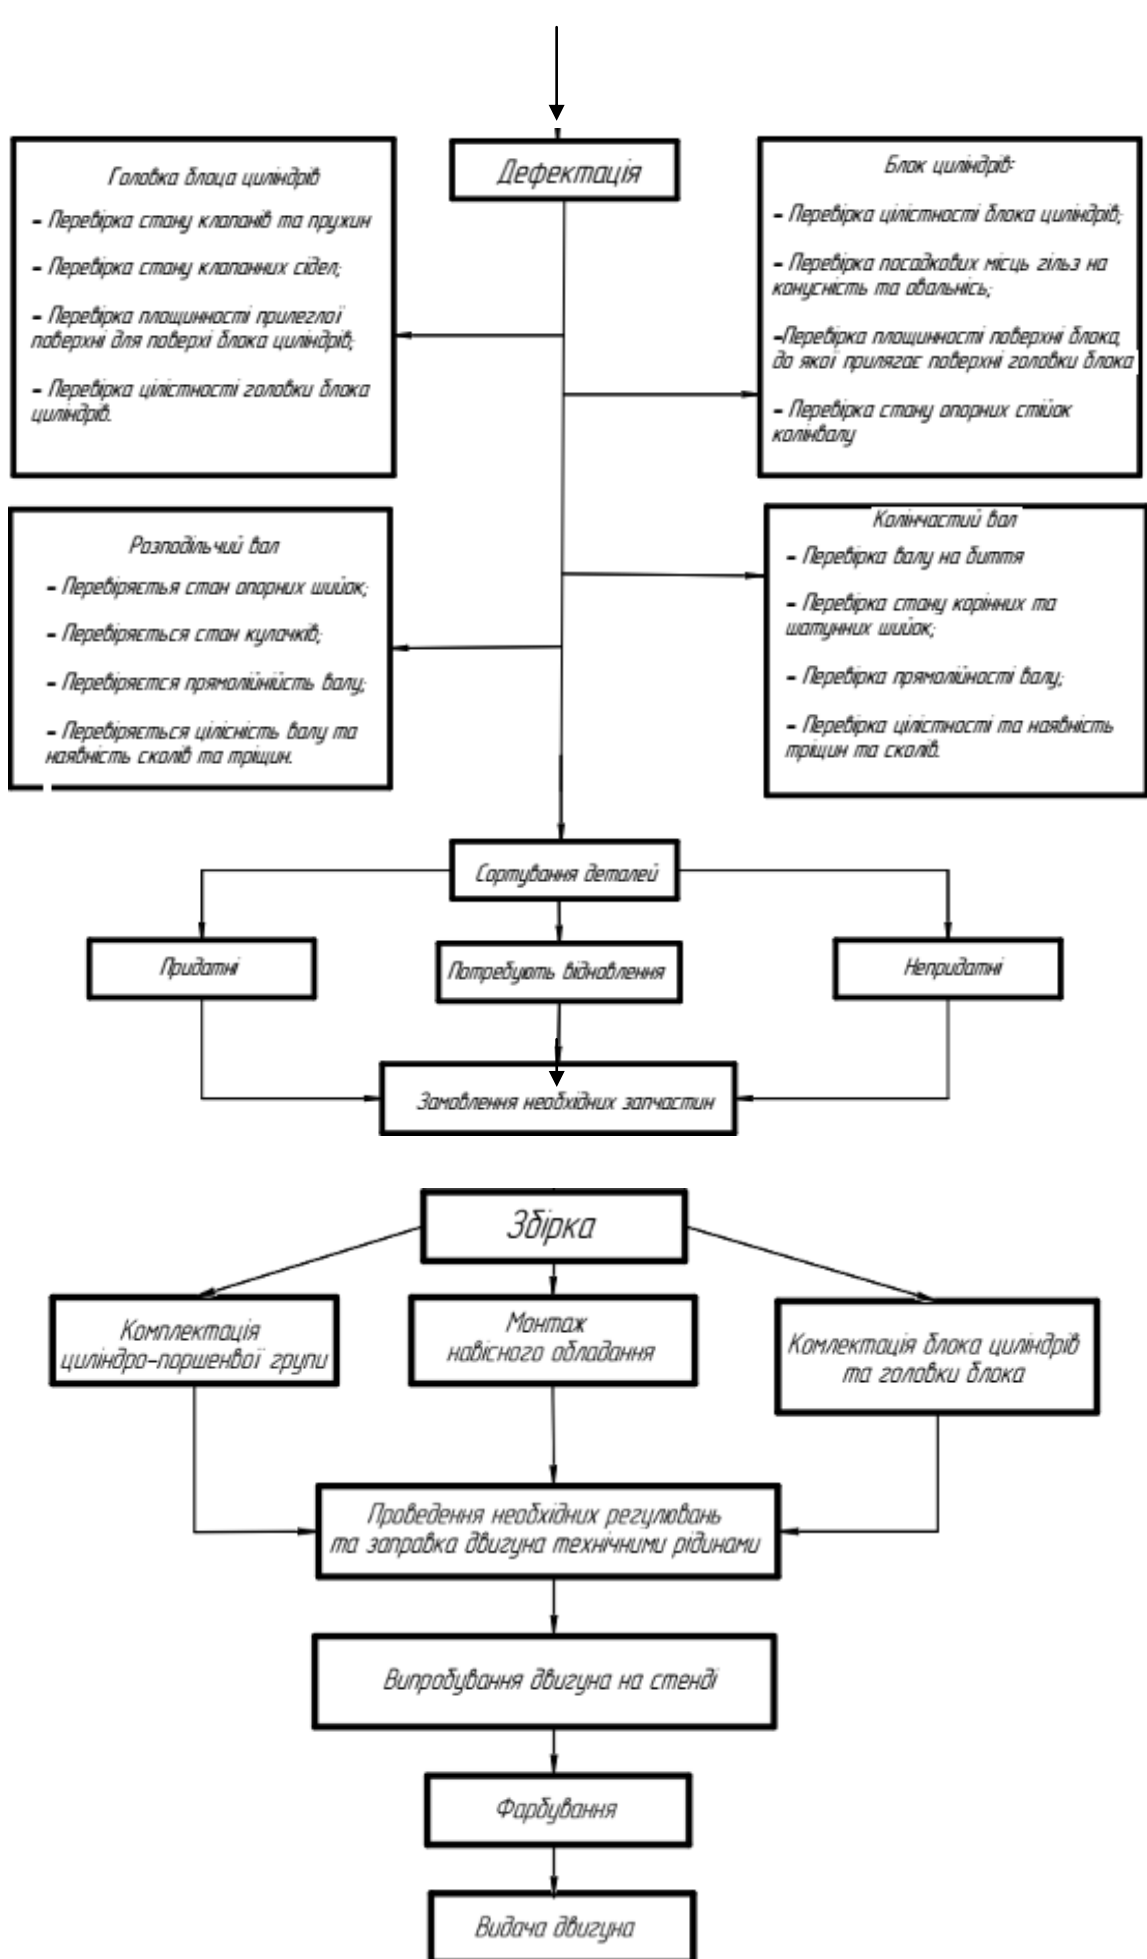 Дефектація
Головка блоца циліндрів
- Перевірка стану клапанів та пружин
- Перевірка стану клапанних сідел;
- Перевірка площинності прилеглої
поверхні для поверхі блока циліндрів;
- Перевірка цілістності головки блока
циліндрів.
Блок циліндрів:
- Перевірка цілістності блока циліндрів;
- Перевірка посадкових місць гільз на
конусність та овальнісь;
-Перевірка площинності поверхні блока,
до якої прилягає поверхні головки блока
- Перевірка стану опорних стійок
колінвалу
Розподільчий вал
- Перевіряєтья стан опорних шийок;
- Перевіряється стан кулачків;
- Перевіряєтся прямолійнійсть валу;
- Перевіряється цілісність валу та
наявність сколів та тріщин.
Колінчастий вал
- Перевірка валу на биття
- Перевірка стану корінних та
шатунних шийок;
- Перевірка прямолійності валу;
- Перевірка цілістності та наявність
тріщин та сколів.
Сортування деталей
Придатні
Потребують відновлення
Непридатні
Замовлення необхідних запчастин
Збірка
Комплектація
циліндро-поршенвої групи
Монтаж
навісного обладання
Комлектація блока циліндрів
та головки блока
Проведення необхідних регулювань
та заправка двигуна технічними рідинами
Випробування двигуна на стенді
Фарбування
Видача двигуна